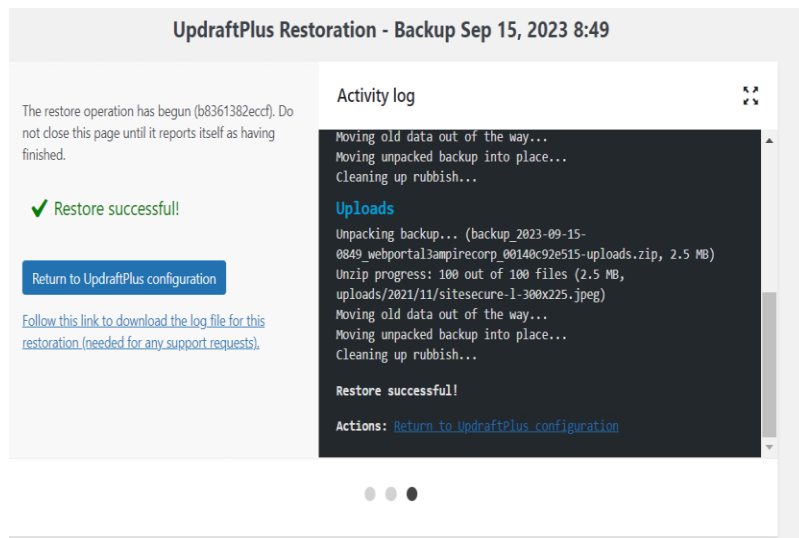 UpdraftPlus Restoration - Backup Sep 15, 2023 8:49
The restore operation has begun (b8361382eccf). Do
not close this page until it reports itself as having
finished.
Restore successful!
Return to UpdraftPlus configuration
Follow this link to download the log file for this
restoration (needed for any support requests).
Activity log
Moving old data out of the way...
Moving unpacked backup into place...
Cleaning up rubbish...
Uploads
Unpacking backup... (backup_2023-09-15-
0849_webportal3ampirecorp_00140c92e515-uploads.zip, 2.5 MB)
Unzip progress: 100 out of 100 files (2.5 MB,
uploads/2021/11/sitesecure-l-300x225.jpeg)
Moving old data out of the way...
Moving unpacked backup into place...
Cleaning up rubbish...
Restore successful!
Actions: Return to UpdraftPlus configuration